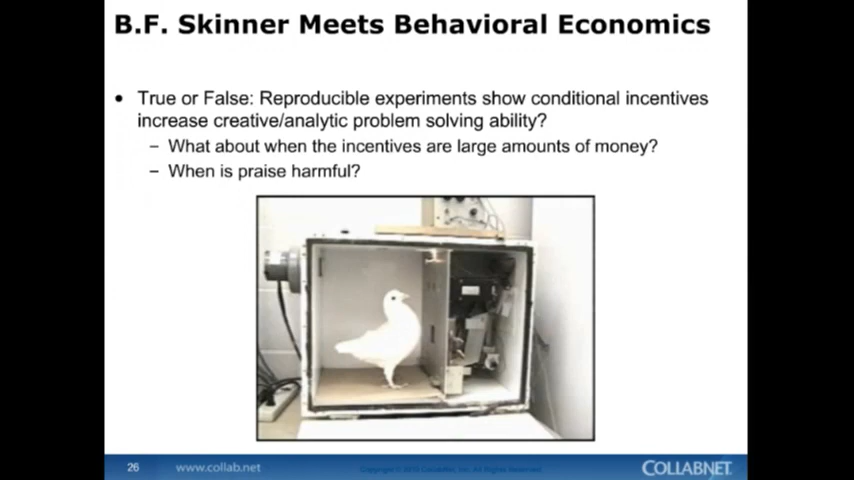 B.F. Skinner Meets Behavioral Economics
• True or False: Reproducible experiments show conditional incentives
increase creative/analytic problem solving ability?
– What about when the incentives are large amounts of money?
– When is praise harmful?
26 www.collab.net COLLABNET